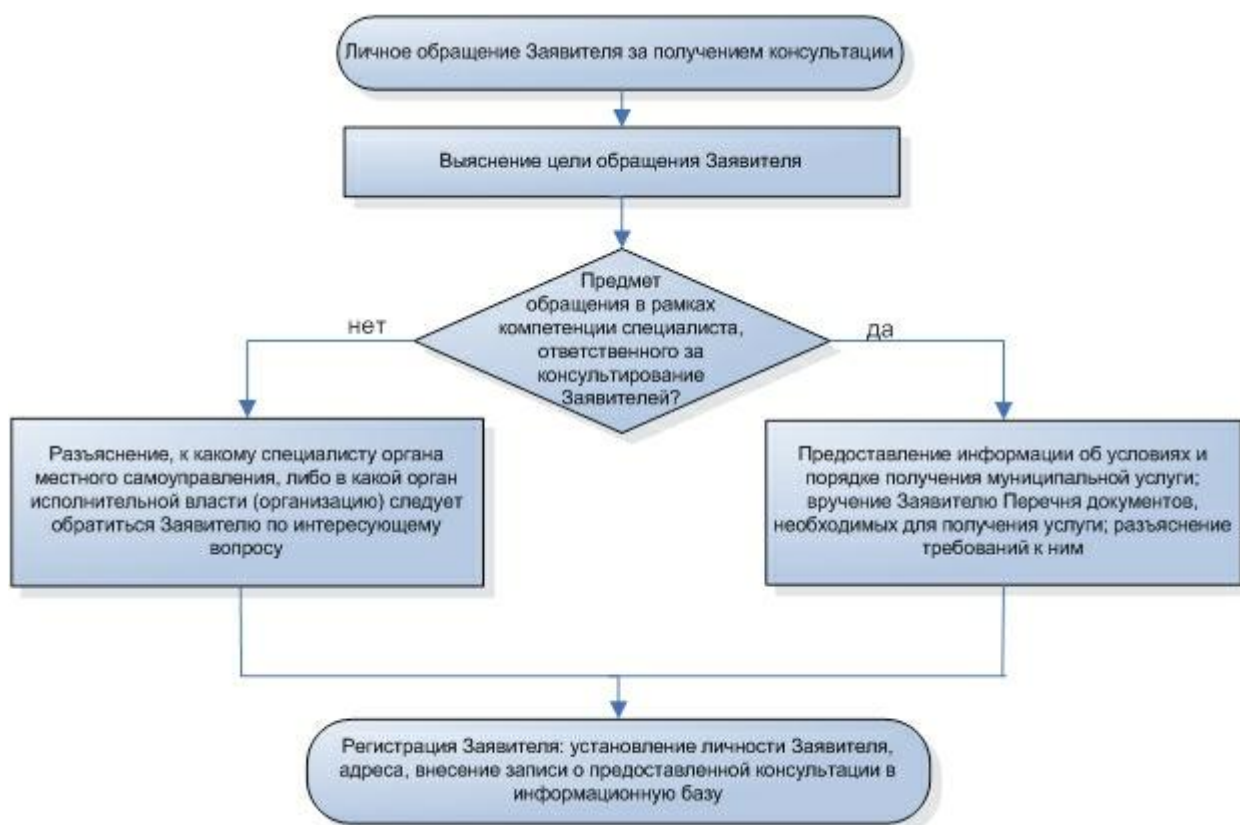 Личное обращение Заявителя за получением консультации
Выяснение цели обращения Заявителя
Предмет
обращения в рамках
компетенции специалиста,
ответственного за
консультирование
Заявителей?
нет
да
Разъяснение, к какому специалисту органа
местного самоуправления, либо в какой орган
исполнительной власти (организацию) следует
обратиться Заявителю по интересующему
вопросу
Предоставление информации об условиях и
порядке получения муниципальной услуги;
вручение Заявителю Перечня документов,
необходимых для получения услуги; разъяснение
требований к ним
Регистрация Заявителя: установление личности Заявителя,
адреса, внесение записи о предоставленной консультации в
информационную базу